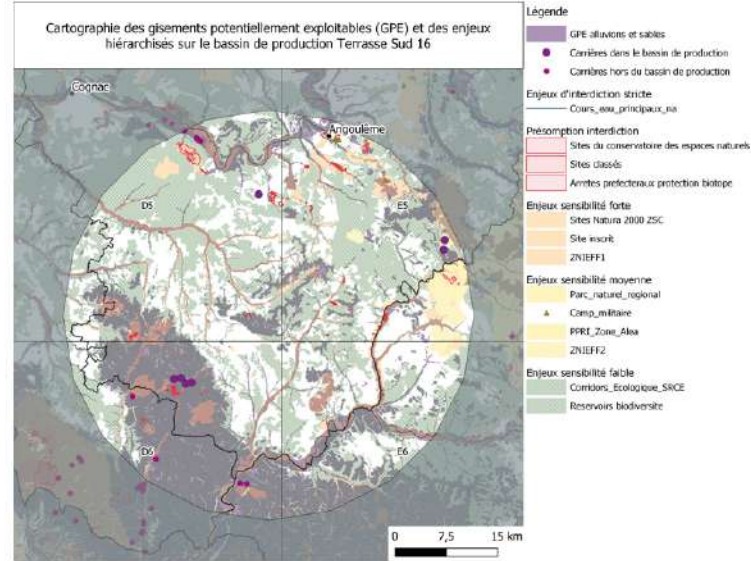 Cartographie des gisements potentiellement exploitables (GPE) et des enjeux
hiérarchisés sur le bassin de production Terrasse Sud 16
Cognac
Angoulême
D5
E5
D6
E6
0 7,5 15 km
Légende
GPE alluvions et sables
Carrières dans le bassin de production
Carrières hors du bassin de production
Enjeux d'interdiction stricte
Cours_eau_principaux_na
Présomption interdiction
Sites du conservatoire des espaces naturels
Sites classés
Arretes prefecteraux protection biotope
Enjeux sensibilité forte
Sites Natura 2000 ZSC
Site inscrit
ZNIEFF1
Enjeux sensibilité moyenne
Parc_naturel_regional
Camp_militaire
PPRI_Zone_Alea
ZNIEFF2
Enjeux sensibilité faible
Corridors_Ecologique_SRCE
Reservoirs biodiversite